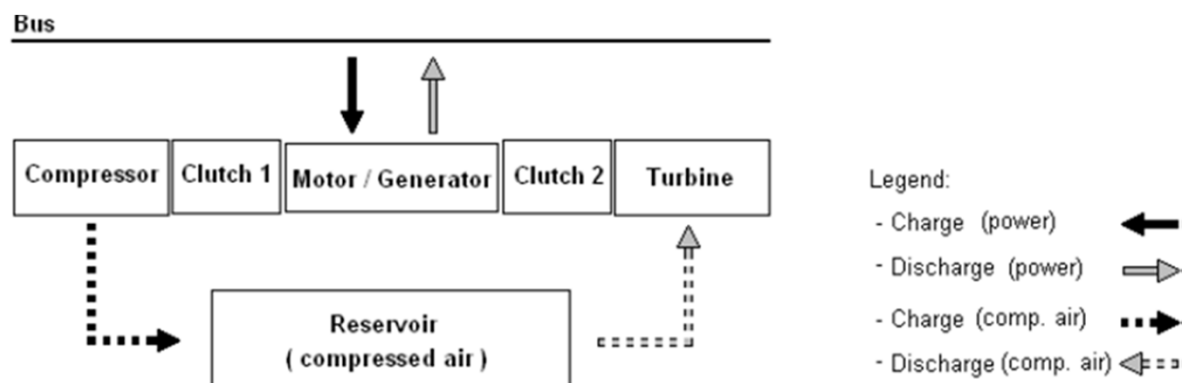 Bus
Compressor
Clutch 1
Motor / Generator
Clutch 2
Turbine
Reservoir
( compressed air )
Legend:
- Charge (power)
- Discharge (power)
- Charge (comp. air)
- Discharge (comp. air)